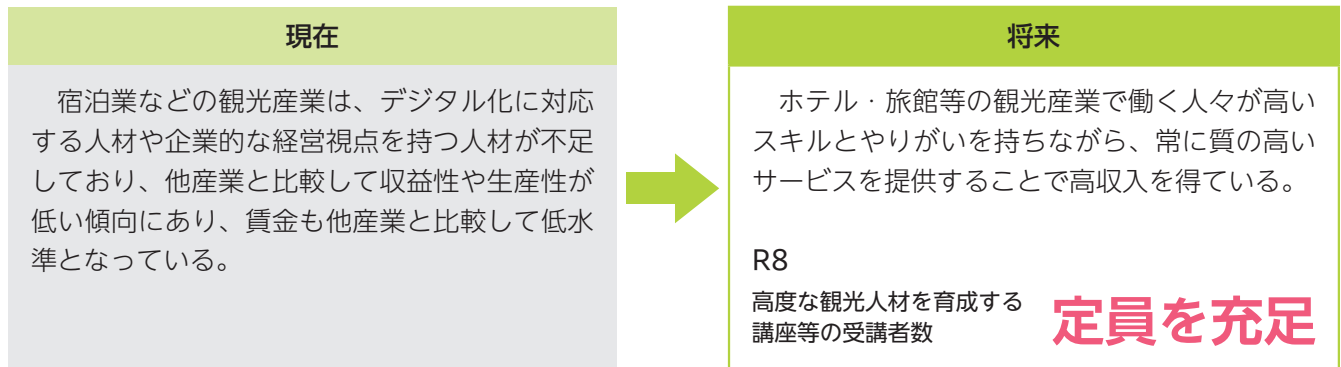 現在
宿泊業などの観光産業は、デジタル化に対応
する人材や企業的な経営視点を持つ人材が不足
しており、他産業と比較して収益性や生産性が
低い傾向にあり、賃金も他産業と比較して低水
準となっている。
将来
ホテル・旅館等の観光産業で働く人々が高い
スキルとやりがいを持ちながら、常に質の高い
サービスを提供することで高収入を得ている。
R8
高度な観光人材を育成する
講座等の受講者数
定員を充足